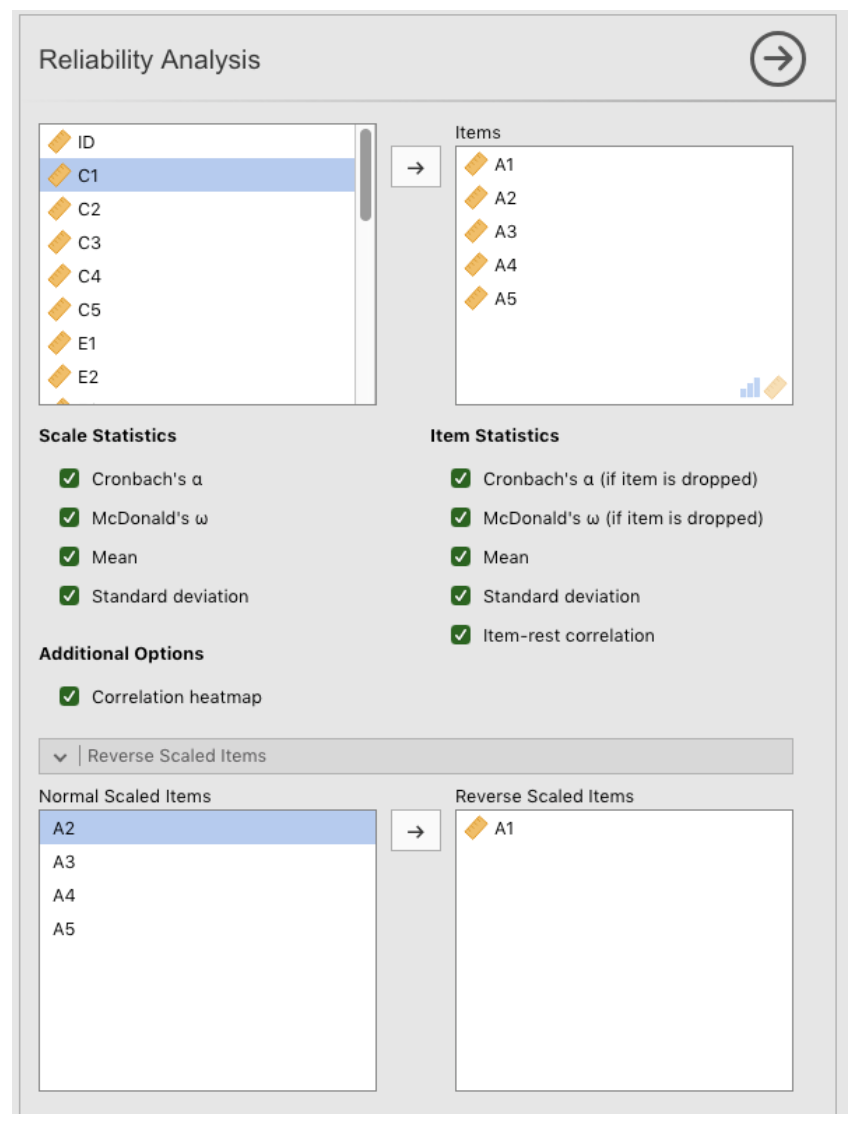 Reliability Analysis
ID
C1
C2
C3
C4
C5
E1
E2
Items
A1
A2
A3
A4
A5
Scale Statistics
Cronbach's α
McDonald's ω
Mean
Standard deviation
Item Statistics
Cronbach's α (if item is dropped)
McDonald's ω (if item is dropped)
Mean
Standard deviation
Item-rest correlation
Additional Options
Correlation heatmap
Reverse Scaled Items
Normal Scaled Items
A2
A3
A4
A5
Reverse Scaled Items
A1